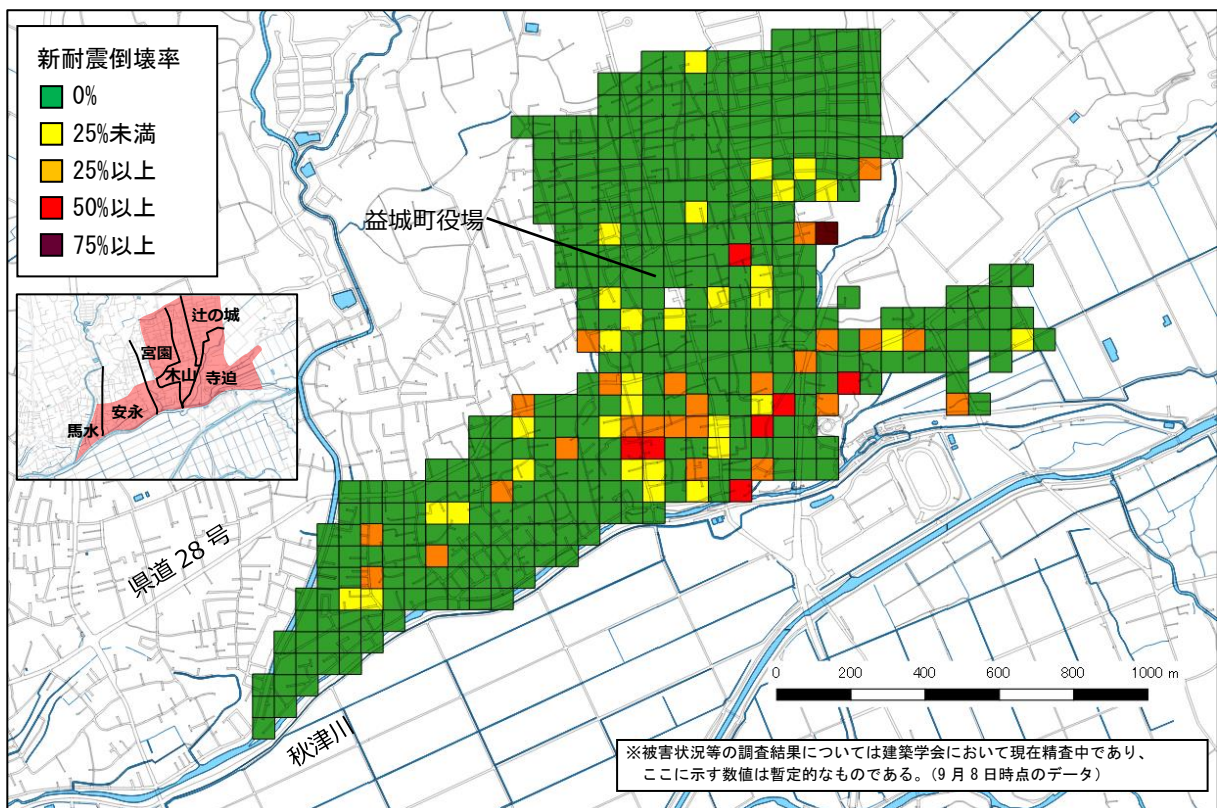 新耐震倒壊率
0%
25%未満
25%以上
50%以上
75%以上
益城町役場
辻の城
宮園
木山
寺迫
安永
馬水
県道28号
秋津川
0 200 400 600 800 1000 m
※被害状況等の調査結果については建築学会において現在精査中であり、
ここに示す数値は暫定的なものである。(9月8日時点のデータ)